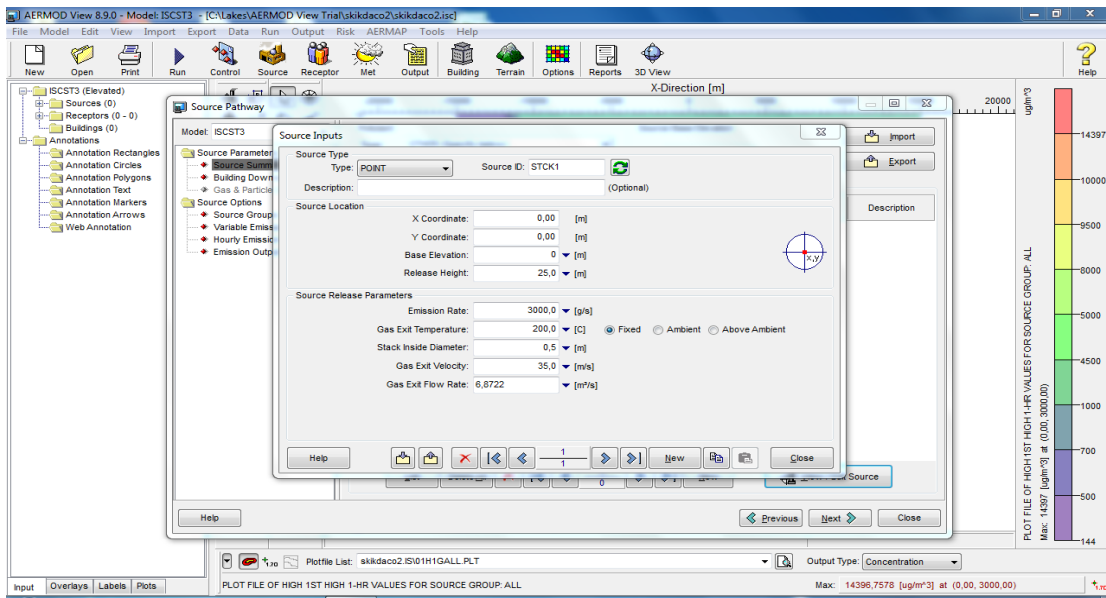 AERMOD View 8.9.0 - Model: ISCST3 - [C:\Lakes\AERMOD View Trial\skikdaco2\skikdaco2.isc]
File Model Edit View Import Export Data Run Output Risk AERMAP Tools Help
New Open Print Run Control Source Receptor Met Output Building Terrain Options Reports 3D View Help
ISCST3 (Elevated)
Sources (0)
Receptors (0 - 0)
Buildings (0)
Annotations
Annotation Rectangles
Annotation Circles
Annotation Polygons
Annotation Text
Annotation Markers
Annotation Arrows
Web Annotation
X-Direction [m]
20000
Source Pathway
Model: ISCST3
Source Parameter
Source Summ
Building Down
Gas & Particle
Source Options
Source Group
Variable Emiss
Hourly Emissio
Emission Outp
Import
Export
Description
Source Inputs
Source Type
Type: POINT Source ID: STCK1
Description: (Optional)
Source Location
X Coordinate: 0,00 [m]
Y Coordinate: 0,00 [m]
Base Elevation: 0 [m]
Release Height: 25,0 [m]
x,y
Source Release Parameters
Emission Rate: 3000,0 [g/s]
Gas Exit Temperature: 200,0 [C] Fixed Ambient Above Ambient
Stack Inside Diameter: 0,5 [m]
Gas Exit Velocity: 35,0 [m/s]
Gas Exit Flow Rate: 6,8722 [m³/s]
Help 1 1 New Close
0 Source
Help Previous Next Close
ug/m^3
14397
10000
9500
8000
5000
4500
1000
700
500
144
PLOT FILE OF HIGH 1ST HIGH 1-HR VALUES FOR SOURCE GROUP: ALL
Max: 14397 [ug/m^3] at (0,00, 3000,00)
Plotfile List: skikdaco2.IS\01H1GALL.PLT Output Type: Concentration
Input Overlays Labels Plots
PLOT FILE OF HIGH 1ST HIGH 1-HR VALUES FOR SOURCE GROUP: ALL Max: 14396,7578 [ug/m^3] at (0,00, 3000,00)